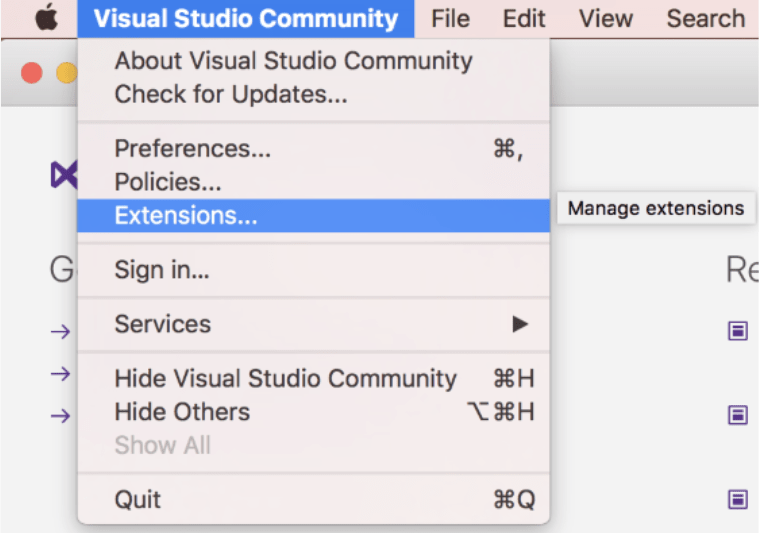 Visual Studio Community File Edit View Search
About Visual Studio Community
Check for Updates...
Preferences... ⌘,
Policies...
Extensions...
Manage extensions
Sign in...
Services ▶
Hide Visual Studio Community ⌘H
Hide Others ⌥⌘H
Show All
Quit ⌘Q